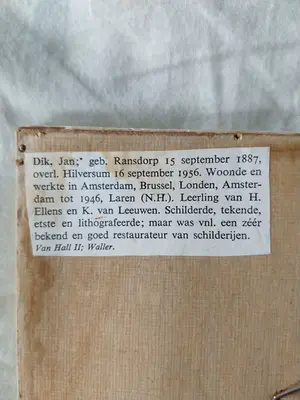 Dik, Jan;* geb. Ransdorp 15 september 1887,
overl. Hilversum 16 september 1956. Woonde en
werkte in Amsterdam, Brussel, Londen, Amster-
dam tot 1946, Laren (N.H.). Leerling van H.
Ellens en K. van Leeuwen. Schilderde, tekende,
etste en lithografeerde; maar was vnl. een zéér
bekend en goed restaurateur van schilderijen.
Van Hall II; Waller.